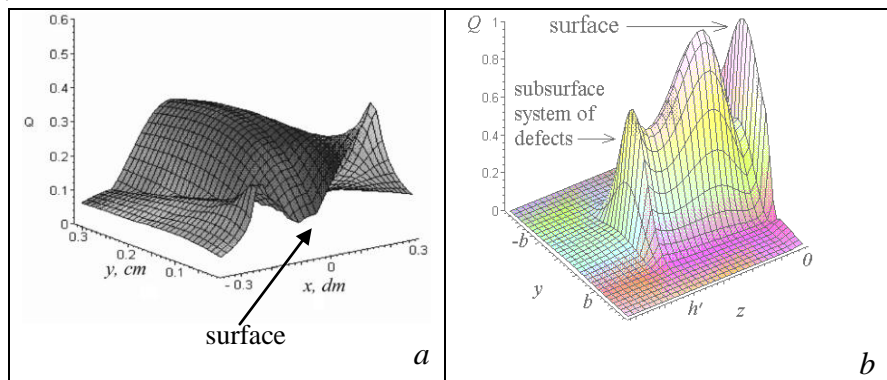 0.6
0.5
0.4
0.3
Q
0.2
0.1
0
0.3
0.2
0.1
y, cm
- 0.3
0
0.3
x, dm
surface
a
Q 1
0.8
0.6
0.4
0.2
0
surface
subsurface
system of
defects
-b
y
b
h'
z
0
b